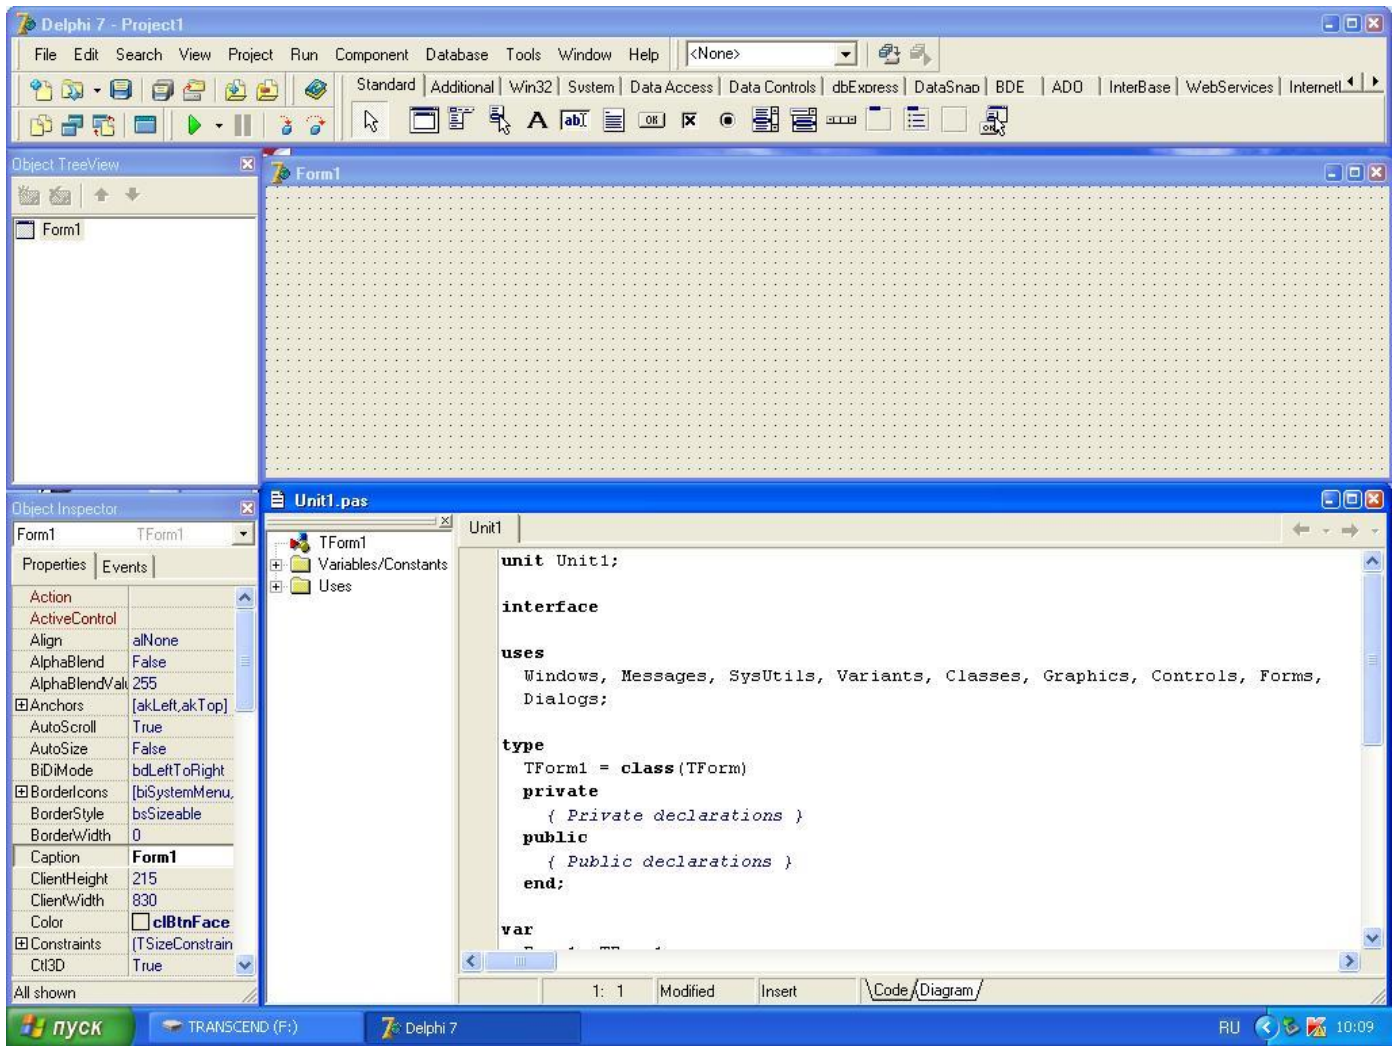 Delphi 7 - Project1
File Edit Search View Project Run Component Database Tools Window Help <None>
Standard Additional Win32 System Data Access Data Controls dbExpress DataSnap BDE ADO InterBase WebServices InternetE
A ab OK
OK
Object TreeView
Form1
Form1
Object Inspector
Form1 TForm1
Properties Events
Action
ActiveControl
Align alNone
AlphaBlend False
AlphaBlendValu 255
Anchors [akLeft,akTop]
AutoScroll True
AutoSize False
BiDiMode bdLeftToRight
BorderIcons [biSystemMenu,
BorderStyle bsSizeable
BorderWidth 0
Caption Form1
ClientHeight 215
ClientWidth 830
Color clBtnFace
Constraints (TSizeConstrain
Ctl3D True
All shown
Unit1.pas
TForm1
Variables/Constants
Uses
Unit1
unit Unit1;
interface
uses
Windows, Messages, SysUtils, Variants, Classes, Graphics, Controls, Forms,
Dialogs;
type
TForm1 = class(TForm)
private
{ Private declarations }
public
{ Public declarations }
end;
var
1: 1 Modified Insert \Code/Diagram/
пуск TRANSCEND (F:) Delphi 7 RU 10:09